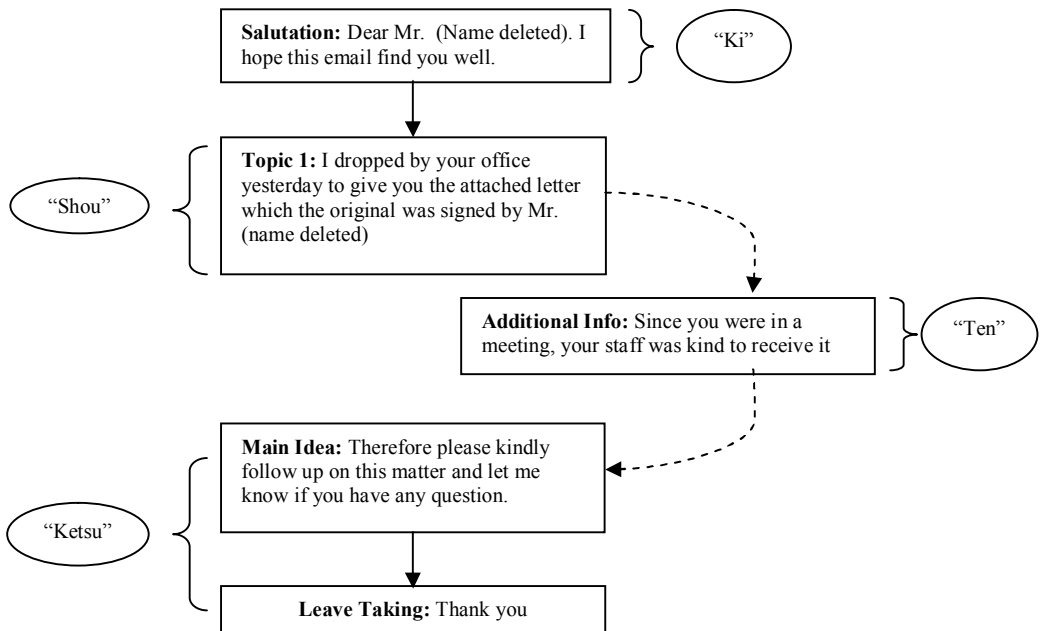 Salutation: Dear Mr. (Name deleted). I
hope this email find you well.
“Ki”
Topic 1: I dropped by your office
yesterday to give you the attached letter
which the original was signed by Mr.
(name deleted)
“Shou”
Additional Info: Since you were in a
meeting, your staff was kind to receive it
“Ten”
Main Idea: Therefore please kindly
follow up on this matter and let me
know if you have any question.
“Ketsu”
Leave Taking: Thank you